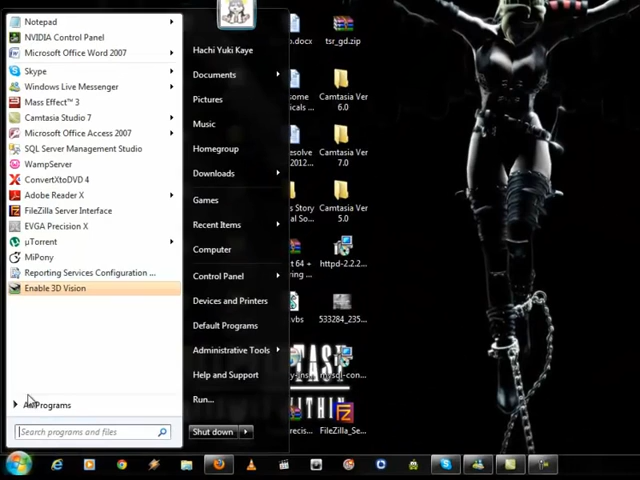 Notepad
NVIDIA Control Panel
Microsoft Office Word 2007
Skype
Windows Live Messenger
Mass Effect™ 3
Camtasia Studio 7
Microsoft Office Access 2007
SQL Server Management Studio
WampServer
ConvertXtoDVD 4
Adobe Reader X
FileZilla Server Interface
EVGA Precision X
µTorrent
MiPony
Reporting Services Configuration ...
Enable 3D Vision
All Programs
Search programs and files
Hachi Yuki Kaye
Documents
Pictures
Music
Homegroup
Downloads
Games
Recent Items
Computer
Control Panel
Devices and Printers
Default Programs
Administrative Tools
Help and Support
Run...
Shut down
tsr_gd.zip
Camtasia Ver
6.0
Camtasia Ver
7.0
Camtasia Ver
5.0
httpd-2.2.2...
533284_235...
mysql-con...
FileZilla_Se...